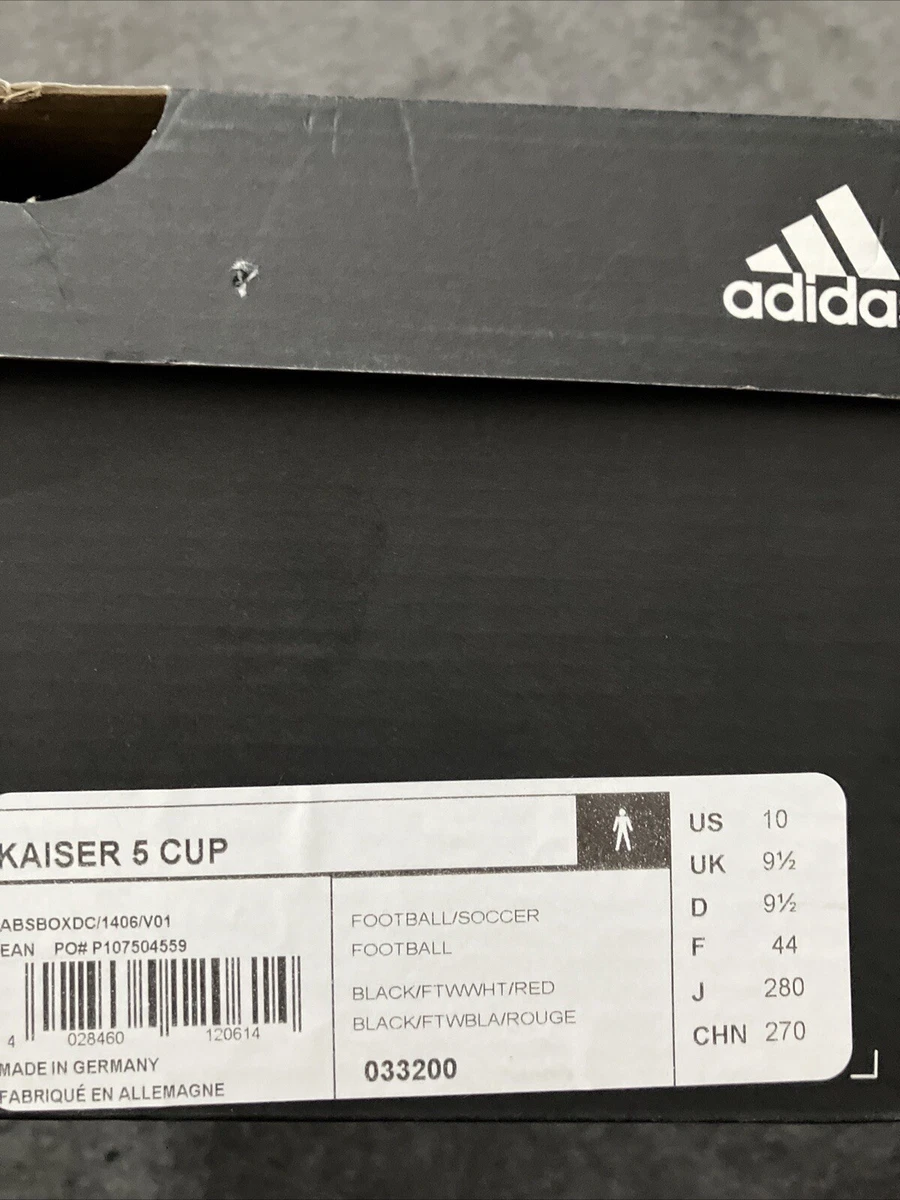 adidas
KAISER 5 CUP
ABSBOXDC/1406/V01
EAN PO# P107504559
4 028460 120614
MADE IN GERMANY
FABRIQUÉ EN ALLEMAGNE
FOOTBALL/SOCCER
FOOTBALL
BLACK/FTWWHT/RED
BLACK/FTWBLA/ROUGE
033200
US 10
UK 9½
D 9½
F 44
J 280
CHN 270